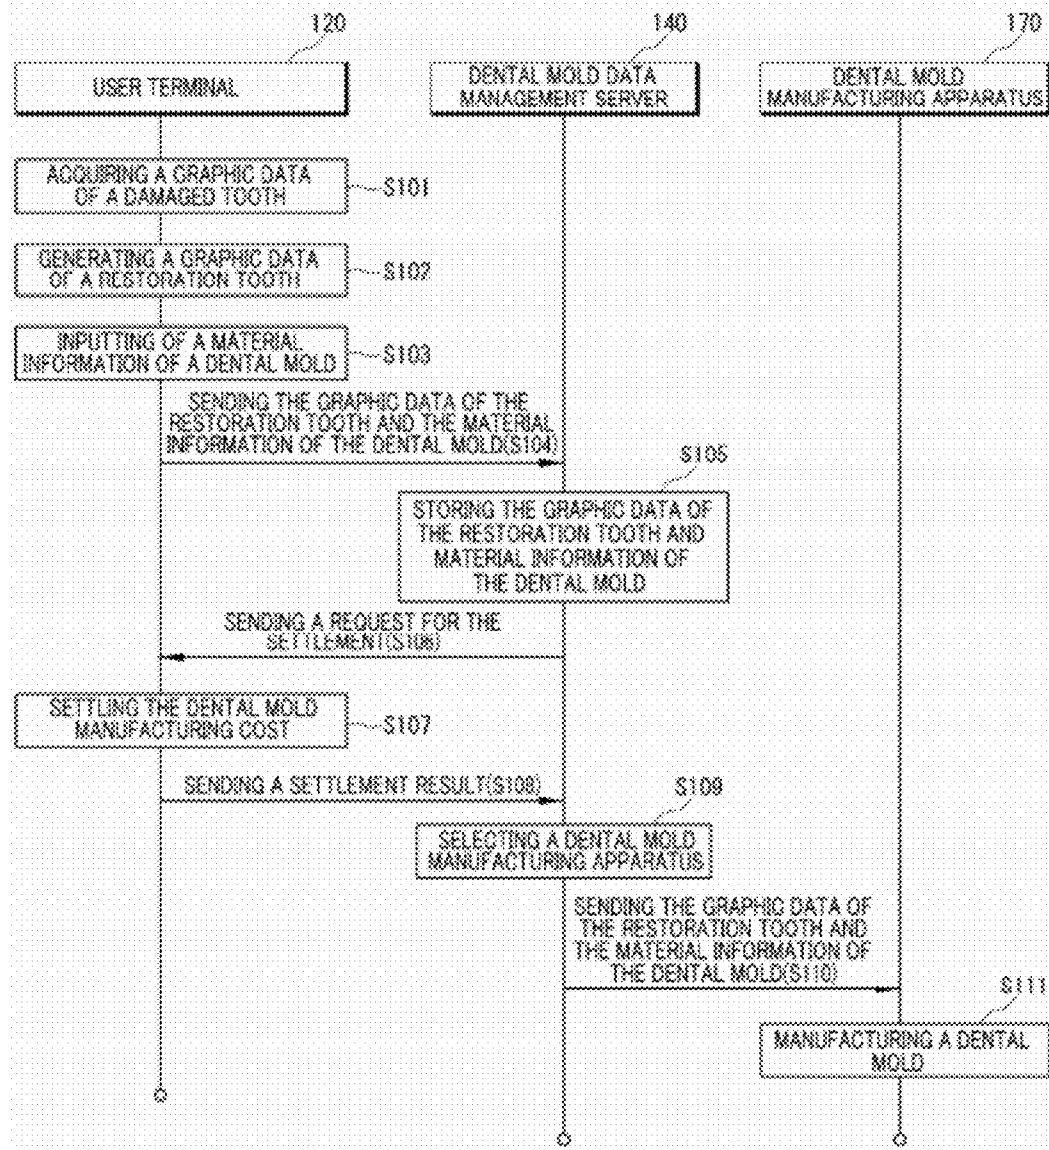 120
140
170
USER TERMINAL
DENTAL MOLD DATA
MANAGEMENT SERVER
DENTAL MOLD
MANUFACTURING APPARATUS
ACQUIRING A GRAPHIC DATA
OF A DAMAGED TOOTH
S101
GENERATING A GRAPHIC DATA
OF A RESTORATION TOOTH
S102
INPUTTING OF A MATERIAL
INFORMATION OF A DENTAL MOLD
S103
SENDING THE GRAPHIC DATA OF THE
RESTORATION TOOTH AND THE MATERIAL
INFORMATION OF THE DENTAL MOLD(S104)
S105
STORING THE GRAPHIC DATA OF
THE RESTORATION TOOTH AND
MATERIAL INFORMATION OF
THE DENTAL MOLD
SENDING A REQUEST FOR THE
SETTLEMENT(S106)
SETTLING THE DENTAL MOLD
MANUFACTURING COST
S107
SENDING A SETTLEMENT RESULT(S108)
S109
SELECTING A DENTAL MOLD
MANUFACTURING APPARATUS
SENDING THE GRAPHIC DATA OF
THE RESTORATION TOOTH AND
THE MATERIAL INFORMATION OF
THE DENTAL MOLD(S110)
S111
MANUFACTURING A DENTAL
MOLD